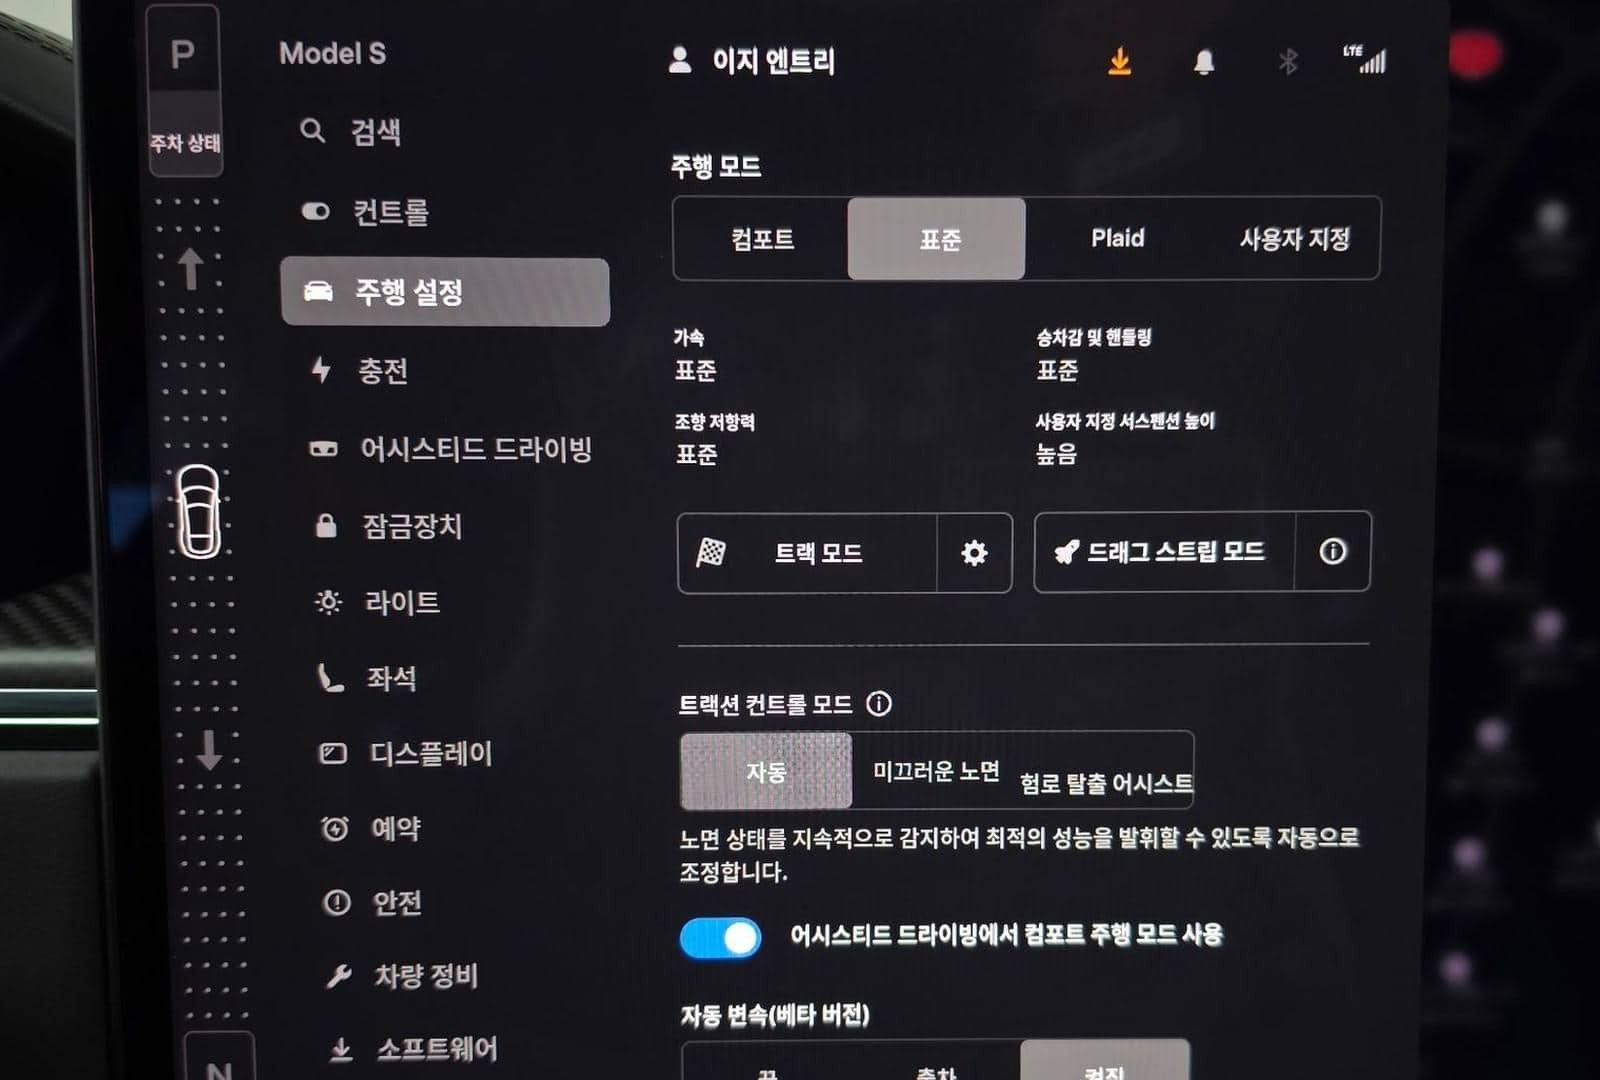 P
주차 상태
N
Model S
검색
컨트롤
주행 설정
충전
어시스티드 드라이빙
잠금장치
라이트
좌석
디스플레이
예약
안전
차량 정비
소프트웨어
이지 엔트리
LTE
주행 모드
컴포트 표준 Plaid 사용자 지정
가속
표준
승차감 및 핸들링
표준
조향 저항력
표준
사용자 지정 서스펜션 높이
높음
트랙 모드
드래그 스트립 모드
트랙션 컨트롤 모드
자동 미끄러운 노면 험로 탈출 어시스트
노면 상태를 지속적으로 감지하여 최적의 성능을 발휘할 수 있도록 자동으로
조정합니다.
어시스티드 드라이빙에서 컴포트 주행 모드 사용
자동 변속(베타 버전)